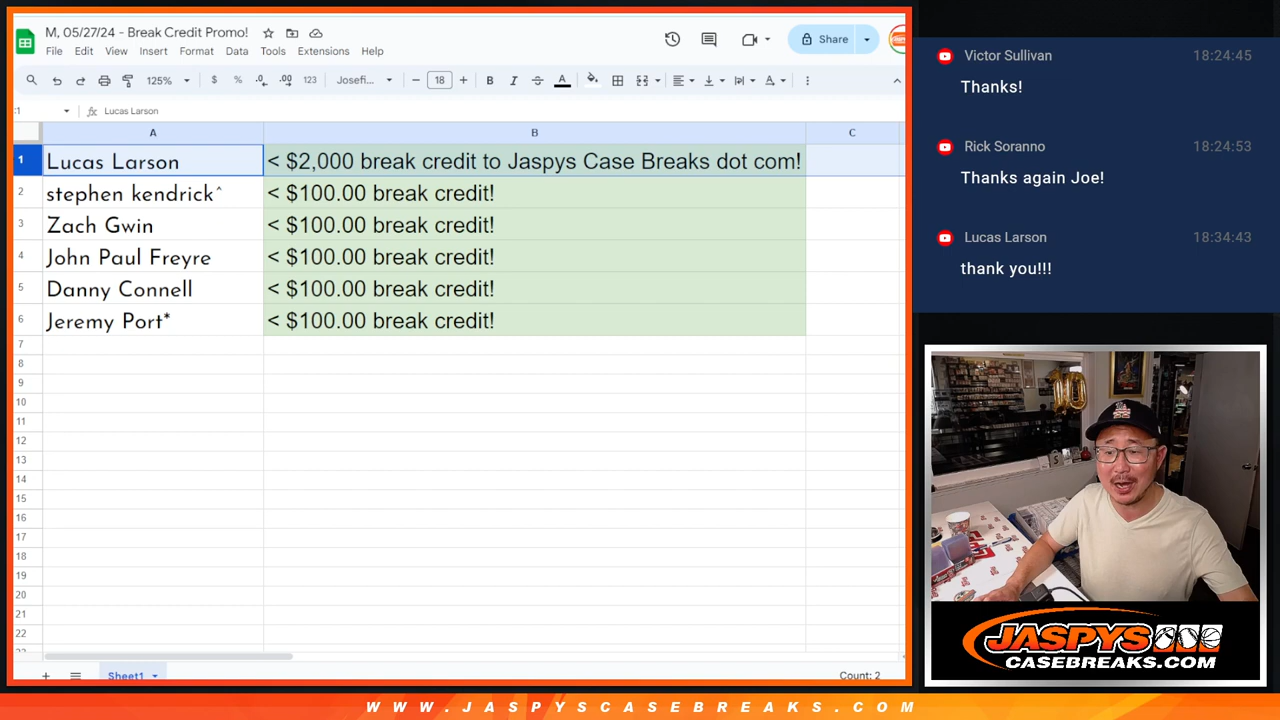 M, 05/27/24 - Break Credit Promo!
File Edit View Insert Format Data Tools Extensions Help
Share
125% $ % .0 .00 123 Josefi... 18 B I A
:1 fx Lucas Larson
A B C
1 Lucas Larson < $2,000 break credit to Jaspys Case Breaks dot com!
2 stephen kendrick^ < $100.00 break credit!
3 Zach Gwin < $100.00 break credit!
4 John Paul Freyre < $100.00 break credit!
5 Danny Connell < $100.00 break credit!
6 Jeremy Port* < $100.00 break credit!
7
8
9
10
11
12
13
14
15
16
17
18
19
20
21
22
Sheet1
Count: 2
Victor Sullivan 18:24:45
Thanks!
Rick Soranno 18:24:53
Thanks again Joe!
Lucas Larson 18:34:43
thank you!!!
10
JASPYS
CASEBREAKS.COM
WWW.JASPYSCASEBREAKS.COM